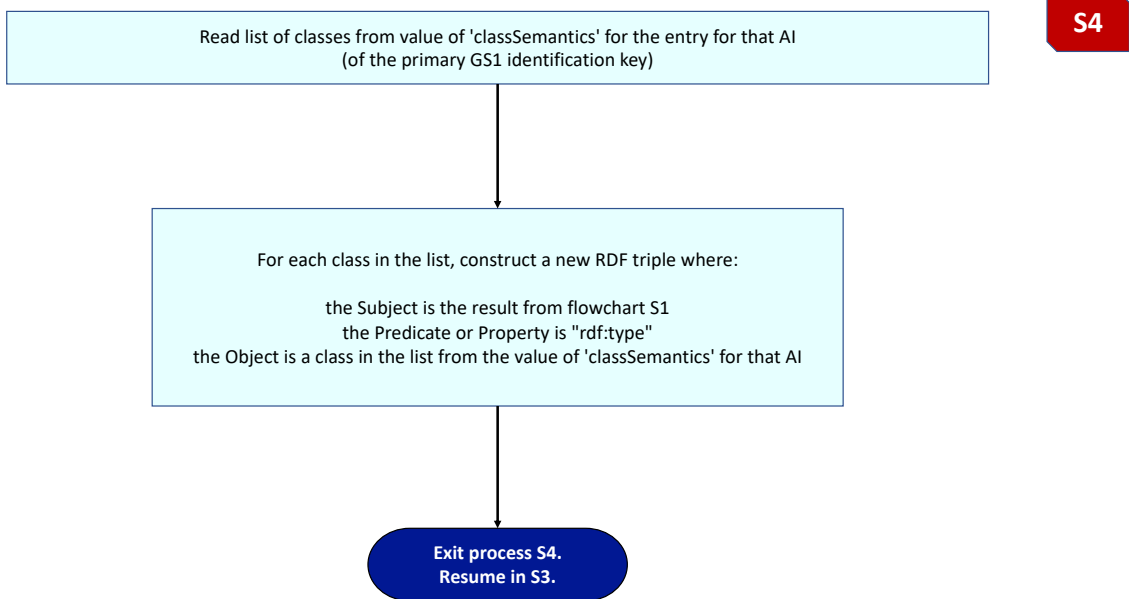 S4
Read list of classes from value of 'classSemantics' for the entry for that AI
(of the primary GS1 identification key)
For each class in the list, construct a new RDF triple where:
the Subject is the result from flowchart S1
the Predicate or Property is "rdf:type"
the Object is a class in the list from the value of 'classSemantics' for that AI
Exit process S4.
Resume in S3.